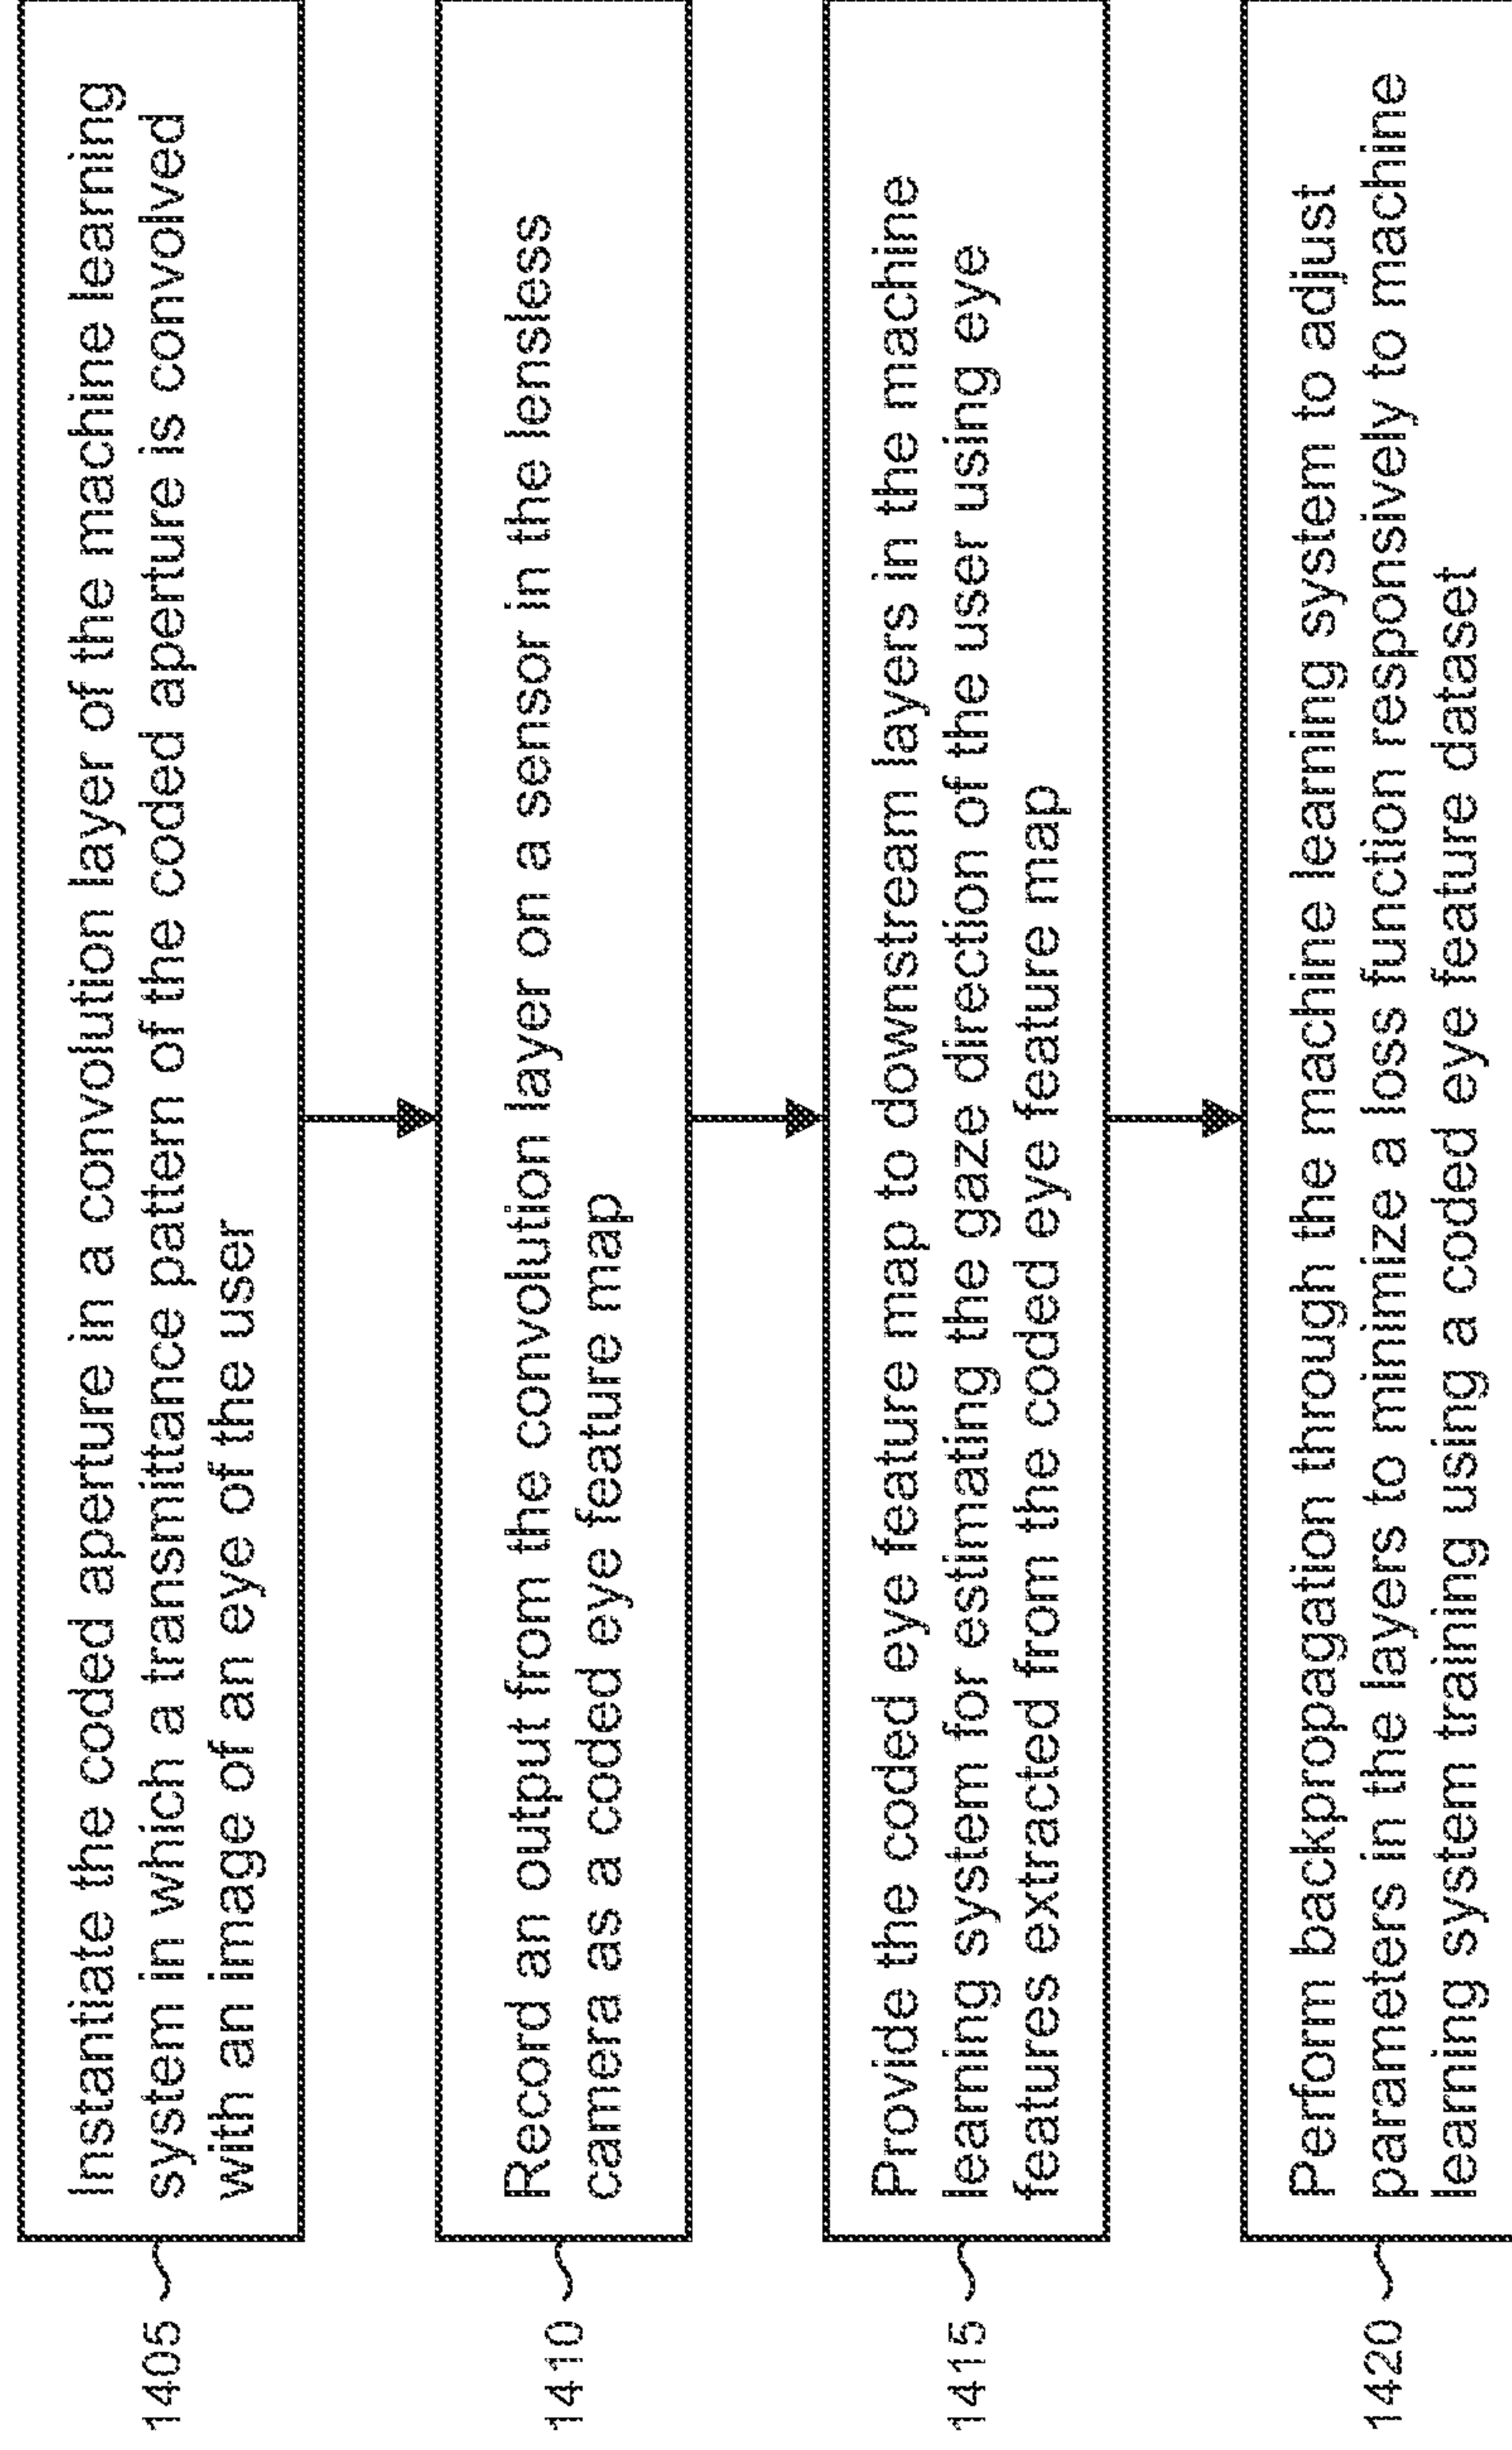 1405
Instantiate the coded aperture in a convolution layer of the machine learning
system in which a transmittance pattern of the coded aperture is convolved
with an image of an eye of the user
1410
Record an output from the convolution layer on a sensor in the lensless
camera as a coded eye feature map
1415
Provide the coded eye feature map to downstream layers in the machine
learning system for estimating the gaze direction of the user using eye
features extracted from the coded eye feature map
1420
Perform backpropagation through the machine learning system to adjust
parameters in the layers to minimize a loss function responsively to machine
learning system training using a coded eye feature dataset